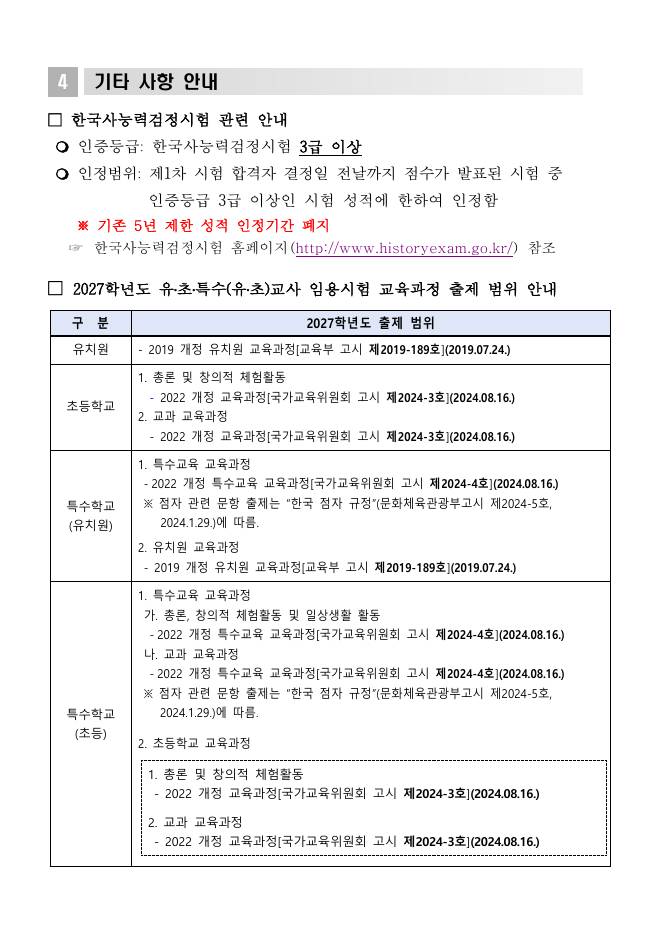 4 기타 사항 안내
□ 한국사능력검정시험 관련 안내
❍ 인증등급: 한국사능력검정시험 3급 이상
❍ 인정범위: 제1차 시험 합격자 결정일 전날까지 점수가 발표된 시험 중
인증등급 3급 이상인 시험 성적에 한하여 인정함
※ 기존 5년 제한 성적 인정기간 폐지
☞ 한국사능력검정시험 홈페이지(http://www.historyexam.go.kr/) 참조
□ 2027학년도 유·초·특수(유·초)교사 임용시험 교육과정 출제 범위 안내
구 분 2027학년도 출제 범위
유치원 - 2019 개정 유치원 교육과정[교육부 고시 제2019-189호](2019.07.24.)
초등학교
1. 총론 및 창의적 체험활동
- 2022 개정 교육과정[국가교육위원회 고시 제2024-3호](2024.08.16.)
2. 교과 교육과정
- 2022 개정 교육과정[국가교육위원회 고시 제2024-3호](2024.08.16.)
특수학교
(유치원)
1. 특수교육 교육과정
- 2022 개정 특수교육 교육과정[국가교육위원회 고시 제2024-4호](2024.08.16.)
※ 점자 관련 문항 출제는 “한국 점자 규정”(문화체육관광부고시 제2024-5호,
2024.1.29.)에 따름.
2. 유치원 교육과정
- 2019 개정 유치원 교육과정[교육부 고시 제2019-189호](2019.07.24.)
특수학교
(초등)
1. 특수교육 교육과정
가. 총론, 창의적 체험활동 및 일상생활 활동
- 2022 개정 특수교육 교육과정[국가교육위원회 고시 제2024-4호](2024.08.16.)
나. 교과 교육과정
- 2022 개정 특수교육 교육과정[국가교육위원회 고시 제2024-4호](2024.08.16.)
※ 점자 관련 문항 출제는 “한국 점자 규정”(문화체육관광부고시 제2024-5호,
2024.1.29.)에 따름.
2. 초등학교 교육과정
1. 총론 및 창의적 체험활동
- 2022 개정 교육과정[국가교육위원회 고시 제2024-3호](2024.08.16.)
2. 교과 교육과정
- 2022 개정 교육과정[국가교육위원회 고시 제2024-3호](2024.08.16.)